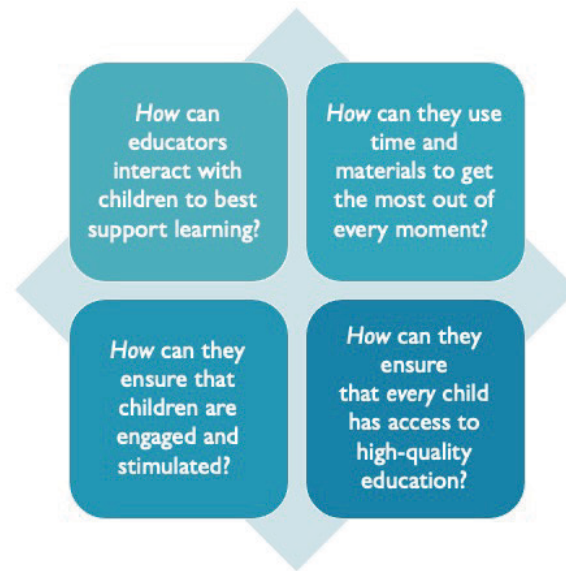 How can
educators
interact with
children to best
support learning?
How can they use
time and
materials to get
the most out of
every moment?
How can they
ensure that
children are
engaged and
stimulated?
How can they
ensure
that every child
has access to
high-quality
education?